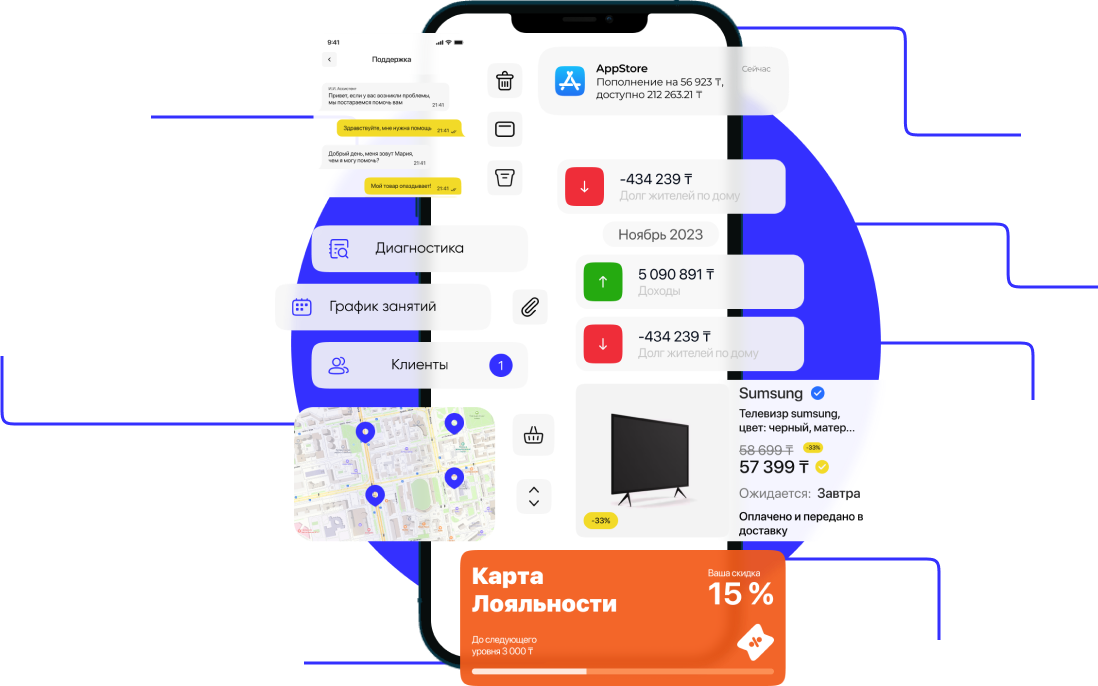 9:41
Поддержка
И.И. Ассистент
Привет, если у вас возникли проблемы,
мы постараемся помочь вам
21:41
Здравствуйте, мне нужна помощь
21:41
Добрый день, меня зовут Мария,
чем я могу помочь?
21:41
Мой товар опаздывает!
21:41
AppStore
Сейчас
Пополнение на 56 923 ₸,
доступно 212 263.21 ₸
-434 239 ₸
Долг жителей по дому
Ноябрь 2023
5 090 891 ₸
Доходы
-434 239 ₸
Долг жителей по дому
Диагностика
График занятий
Клиенты
1
-33%
Sumsung
Телевизр sumsung,
цвет: черный, матер...
58 699 ₸ -33%
57 399 ₸
Ожидается: Завтра
Оплачено и передано в
доставку
Карта
Лояльности
Ваша скидка
15 %
До следующего
уровня 3 000 ₸